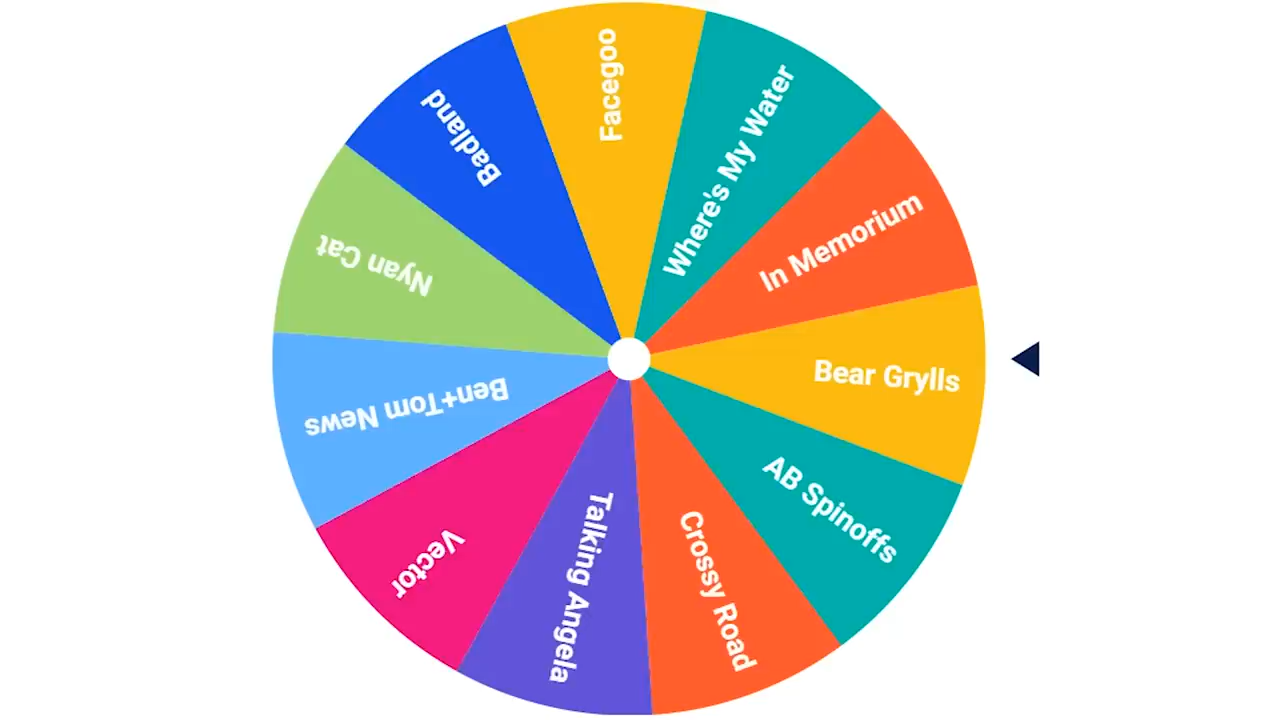 Facegoo
Where's My Water
In Memorium
Bear Grylls
AB Spinoffs
Crossy Road
Talking Angela
Vector
Ben+Tom News
Nyan Cat
Badland